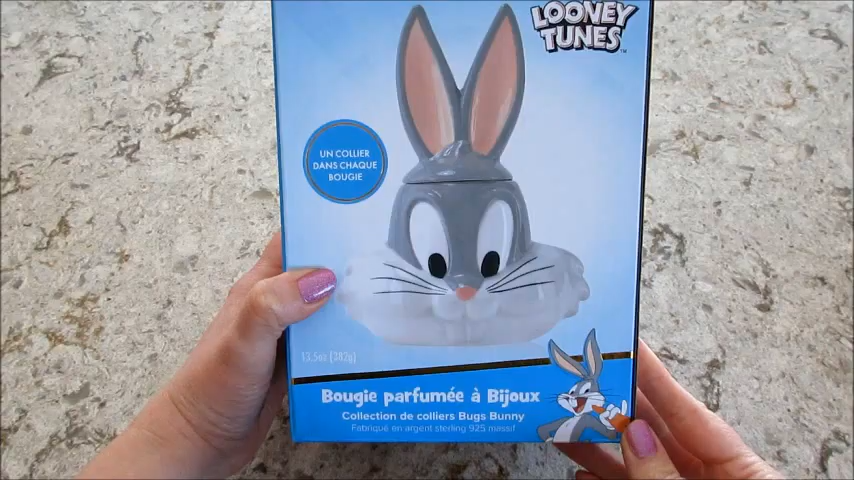 LOONEY
TUNES™
UN COLLIER
DANS CHAQUE
BOUGIE
13.5oz (382g)
Bougie parfumée à Bijoux
Collection de colliers Bugs Bunny
Fabriqué en argent sterling 925 massif